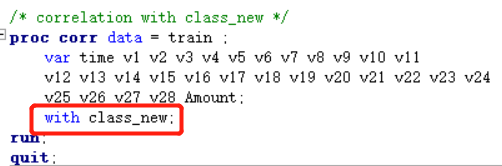 /* correlation with class_new */
proc corr data = train ;
var time v1 v2 v3 v4 v5 v6 v7 v8 v9 v10 v11
v12 v13 v14 v15 v16 v17 v18 v19 v20 v21 v22 v23 v24
v25 v26 v27 v28 Amount;
with class_new;
run;
quit;